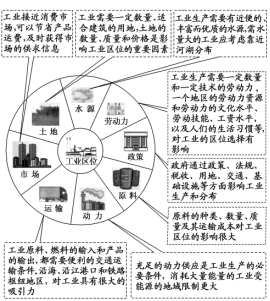 工业接近消费市
场,可以节省产品
运费,及时获得市
场的供求信息
工业需要一定数量、适
合建筑的用地,土地的
数量、质量和价格是影
响工业区位的重要因素
工业生产需要有近便的、
丰富而优质的水源,需水
量大的工业应考虑靠近
河湖分布
工业生产需要一定数量
和一定技术的劳动力,
一个地区的劳动力资源
和劳动力的文化水平、
劳动技能、工资水平,
以及人们的生活习惯等,
对工业的区位选择有
影响
政府通过政策、法规、
税收、用地、交通、基
础设施等方面影响工业
生产和分布
原料的种类、数量、质
量及其运输成本对工业
区位的影响很大
充足的动力供应是工业生产的必
要条件,消耗大量能量的工业受
能源的地域限制更大
工业原料、燃料的输入和产品
的输出,都需要便利的交通运
输条件,沿海、沿江港口和铁路
枢纽地区,对工业具有很大的
吸引力
水源
土地
劳动力
工业区位
政策
市场
原料
运输
动力